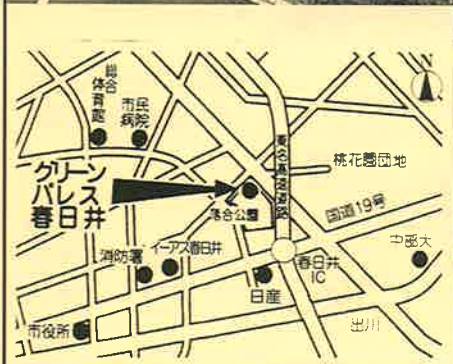 N
総合
体育館
市民
病院
グリーン
パレス
春日井
東名高速道路
桃花園団地
落合公園
国道19号
消防署
イーアス春日井
春日井
IC
中部大
日産
市役所
出川